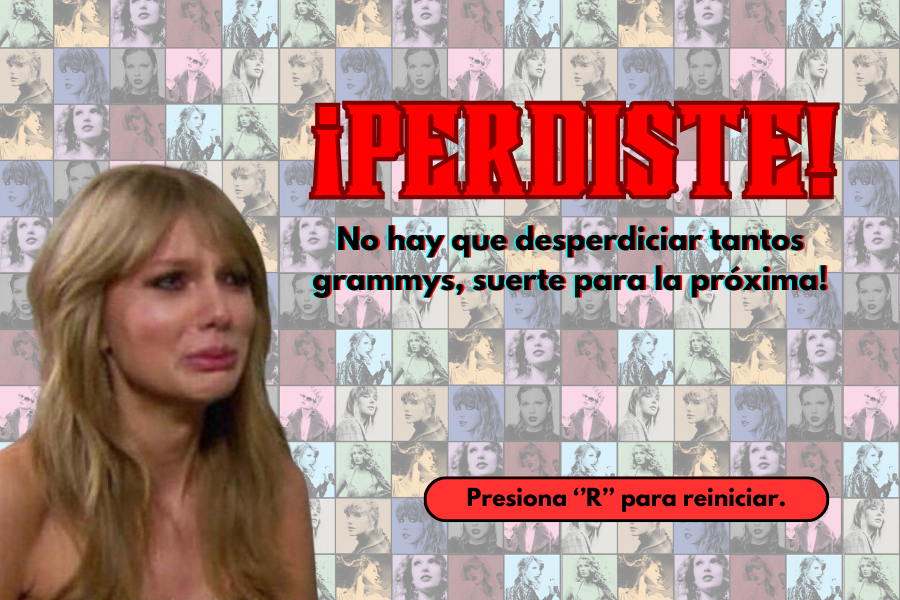 ¡PERDISTE!
No hay que desperdiciar tantos
grammys, suerte para la próxima!
Presiona “R” para reiniciar.